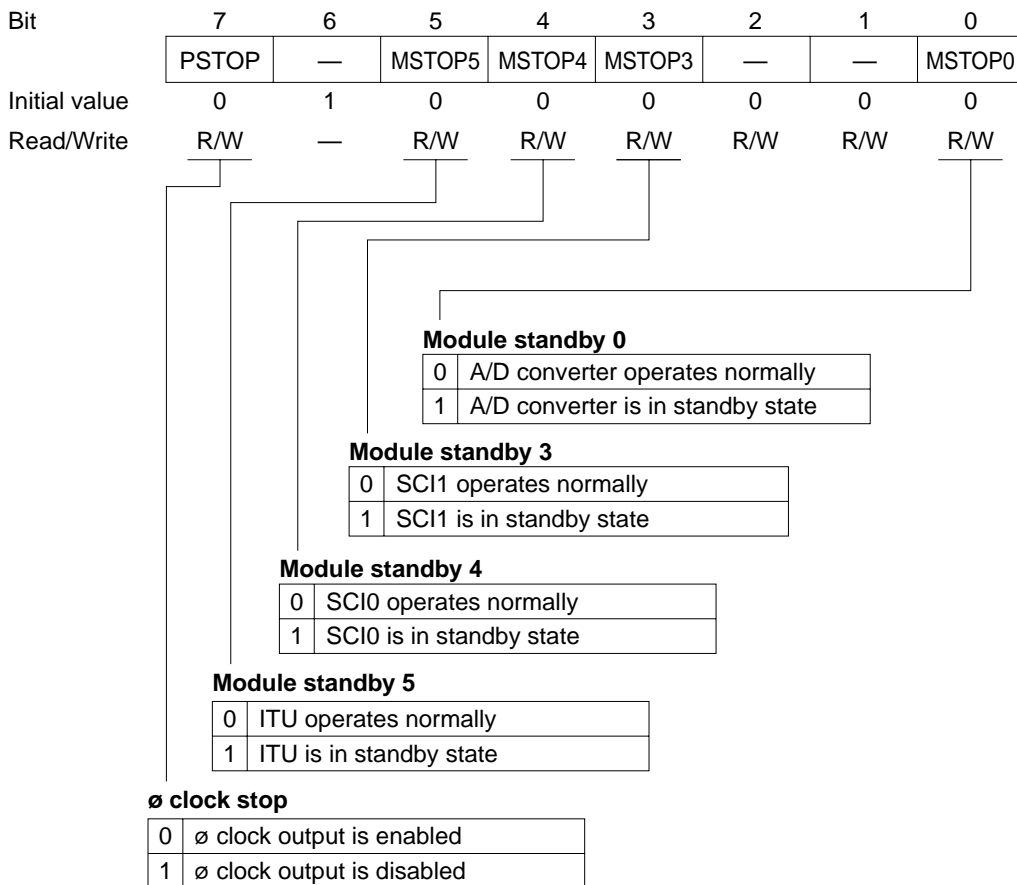 Bit 7 6 5 4 3 2 1 0
PSTOP — MSTOP5 MSTOP4 MSTOP3 — — MSTOP0
Initial value 0 1 0 0 0 0 0 0
Read/Write R/W — R/W R/W R/W R/W R/W R/W
Module standby 0
0 A/D converter operates normally
1 A/D converter is in standby state
Module standby 3
0 SCI1 operates normally
1 SCI1 is in standby state
Module standby 4
0 SCI0 operates normally
1 SCI0 is in standby state
Module standby 5
0 ITU operates normally
1 ITU is in standby state
ø clock stop
0 ø clock output is enabled
1 ø clock output is disabled